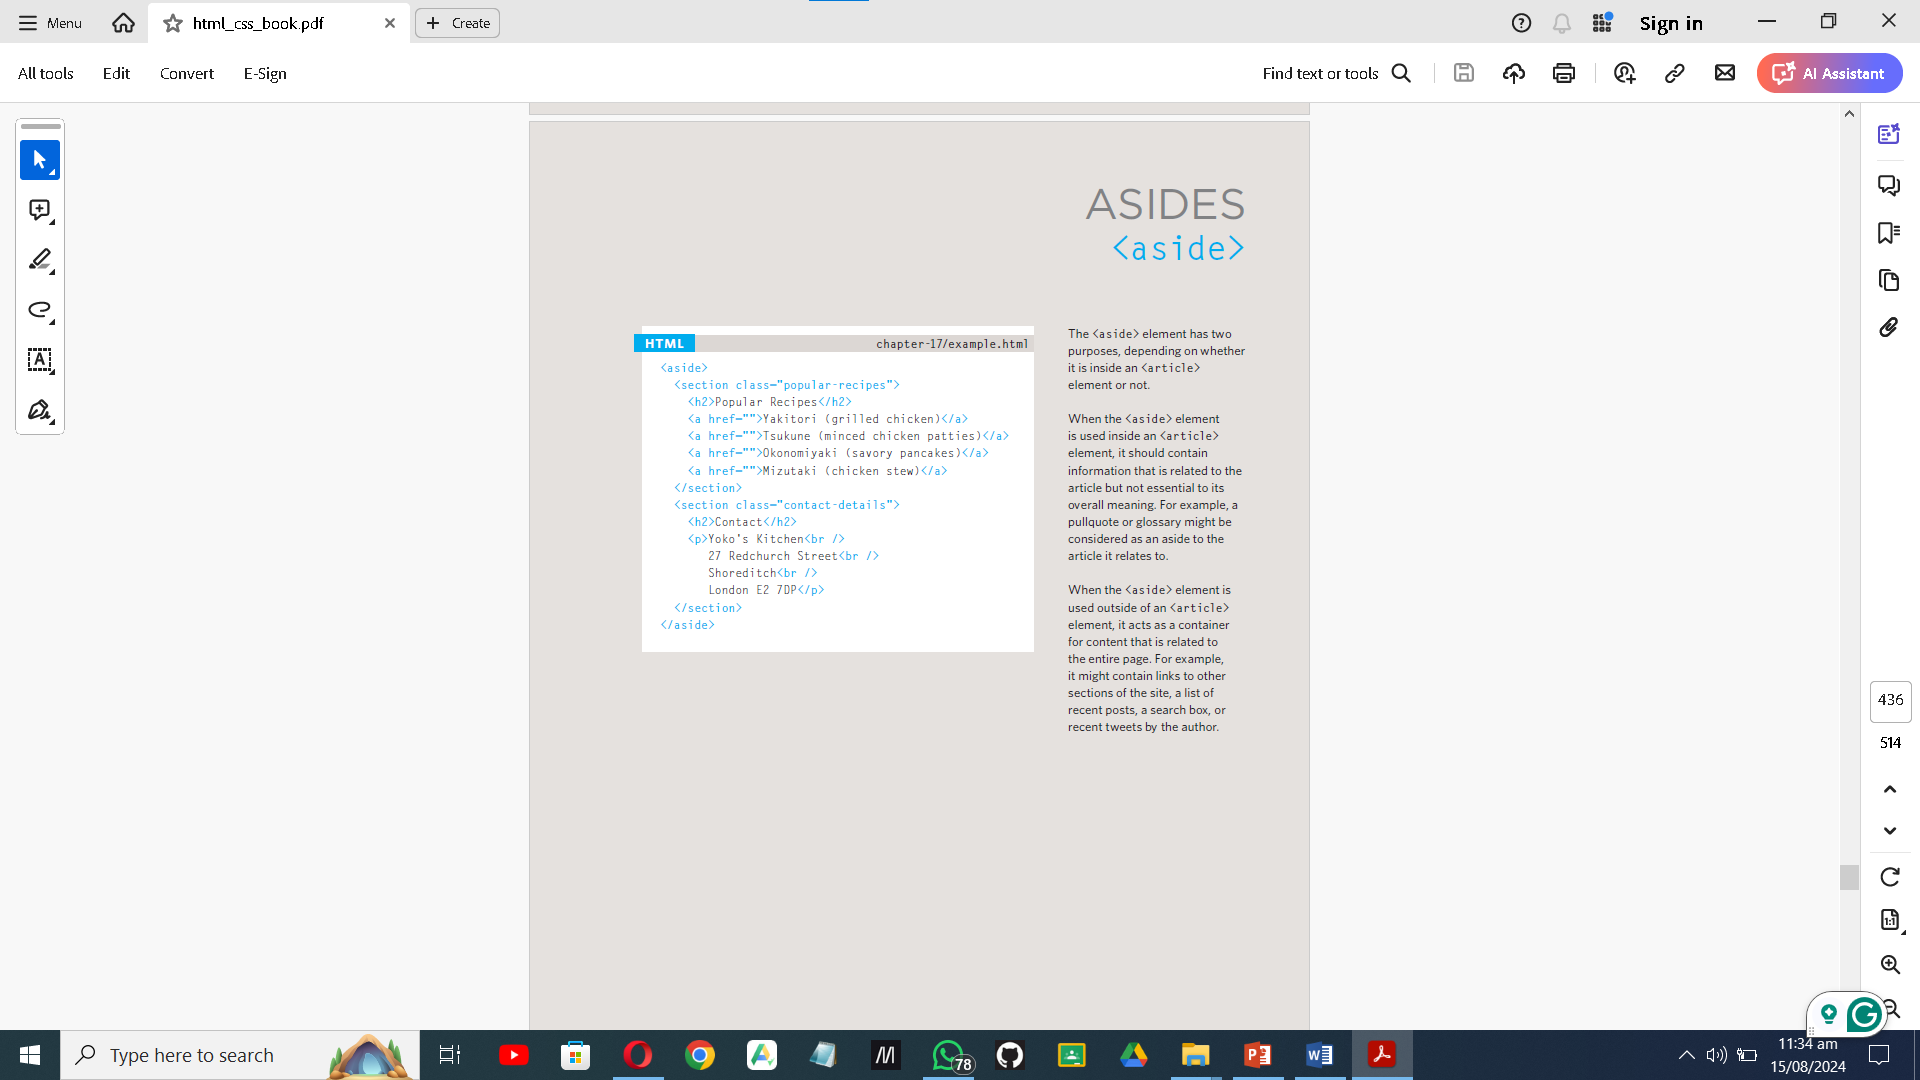 Menu
html_css_book.pdf
Create
Sign in
All tools
Edit
Convert
E-Sign
Find text or tools
AI Assistant
ASIDES
<aside>
HTML
chapter-17/example.html
<aside>
<section class="popular-recipes">
<h2>Popular Recipes</h2>
<a href="">Yakitori (grilled chicken)</a>
<a href="">Tsukune (minced chicken patties)</a>
<a href="">Okonomiyaki (savory pancakes)</a>
<a href="">Mizutaki (chicken stew)</a>
</section>
<section class="contact-details">
<h2>Contact</h2>
<p>Yoko's Kitchen<br />
27 Redchurch Street<br />
Shoreditch<br />
London E2 7DP</p>
</section>
</aside>
The <aside> element has two
purposes, depending on whether
it is inside an <article>
element or not.
When the <aside> element
is used inside an <article>
element, it should contain
information that is related to the
article but not essential to its
overall meaning. For example, a
pullquote or glossary might be
considered as an aside to the
article it relates to.
When the <aside> element is
used outside of an <article>
element, it acts as a container
for content that is related to
the entire page. For example,
it might contain links to other
sections of the site, a list of
recent posts, a search box, or
recent tweets by the author.
436
514
Type here to search
78
11:34 am
15/08/2024